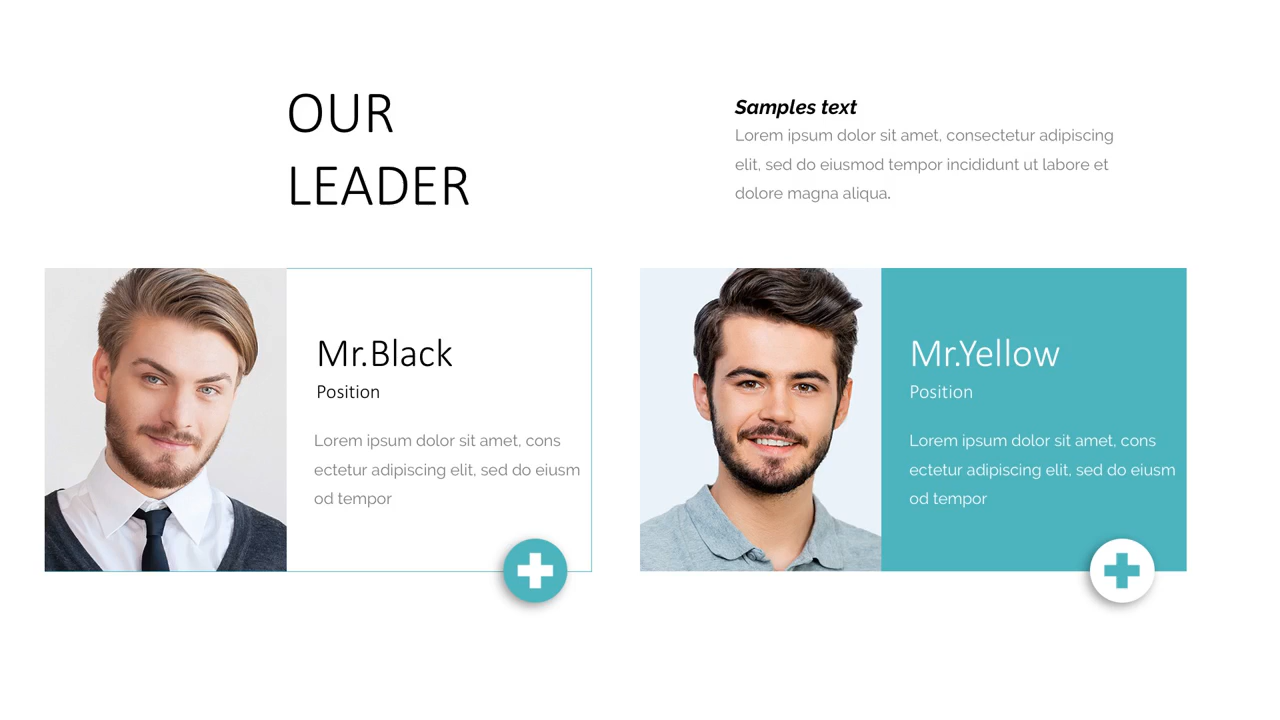 OUR
LEADER
Samples text
Lorem ipsum dolor sit amet, consectetur adipiscing
elit, sed do eiusmod tempor incididunt ut labore et
dolore magna aliqua.
Mr.Black
Position
Lorem ipsum dolor sit amet, cons
ectetur adipiscing elit, sed do eiusm
od tempor
Mr.Yellow
Position
Lorem ipsum dolor sit amet, cons
ectetur adipiscing elit, sed do eiusm
od tempor